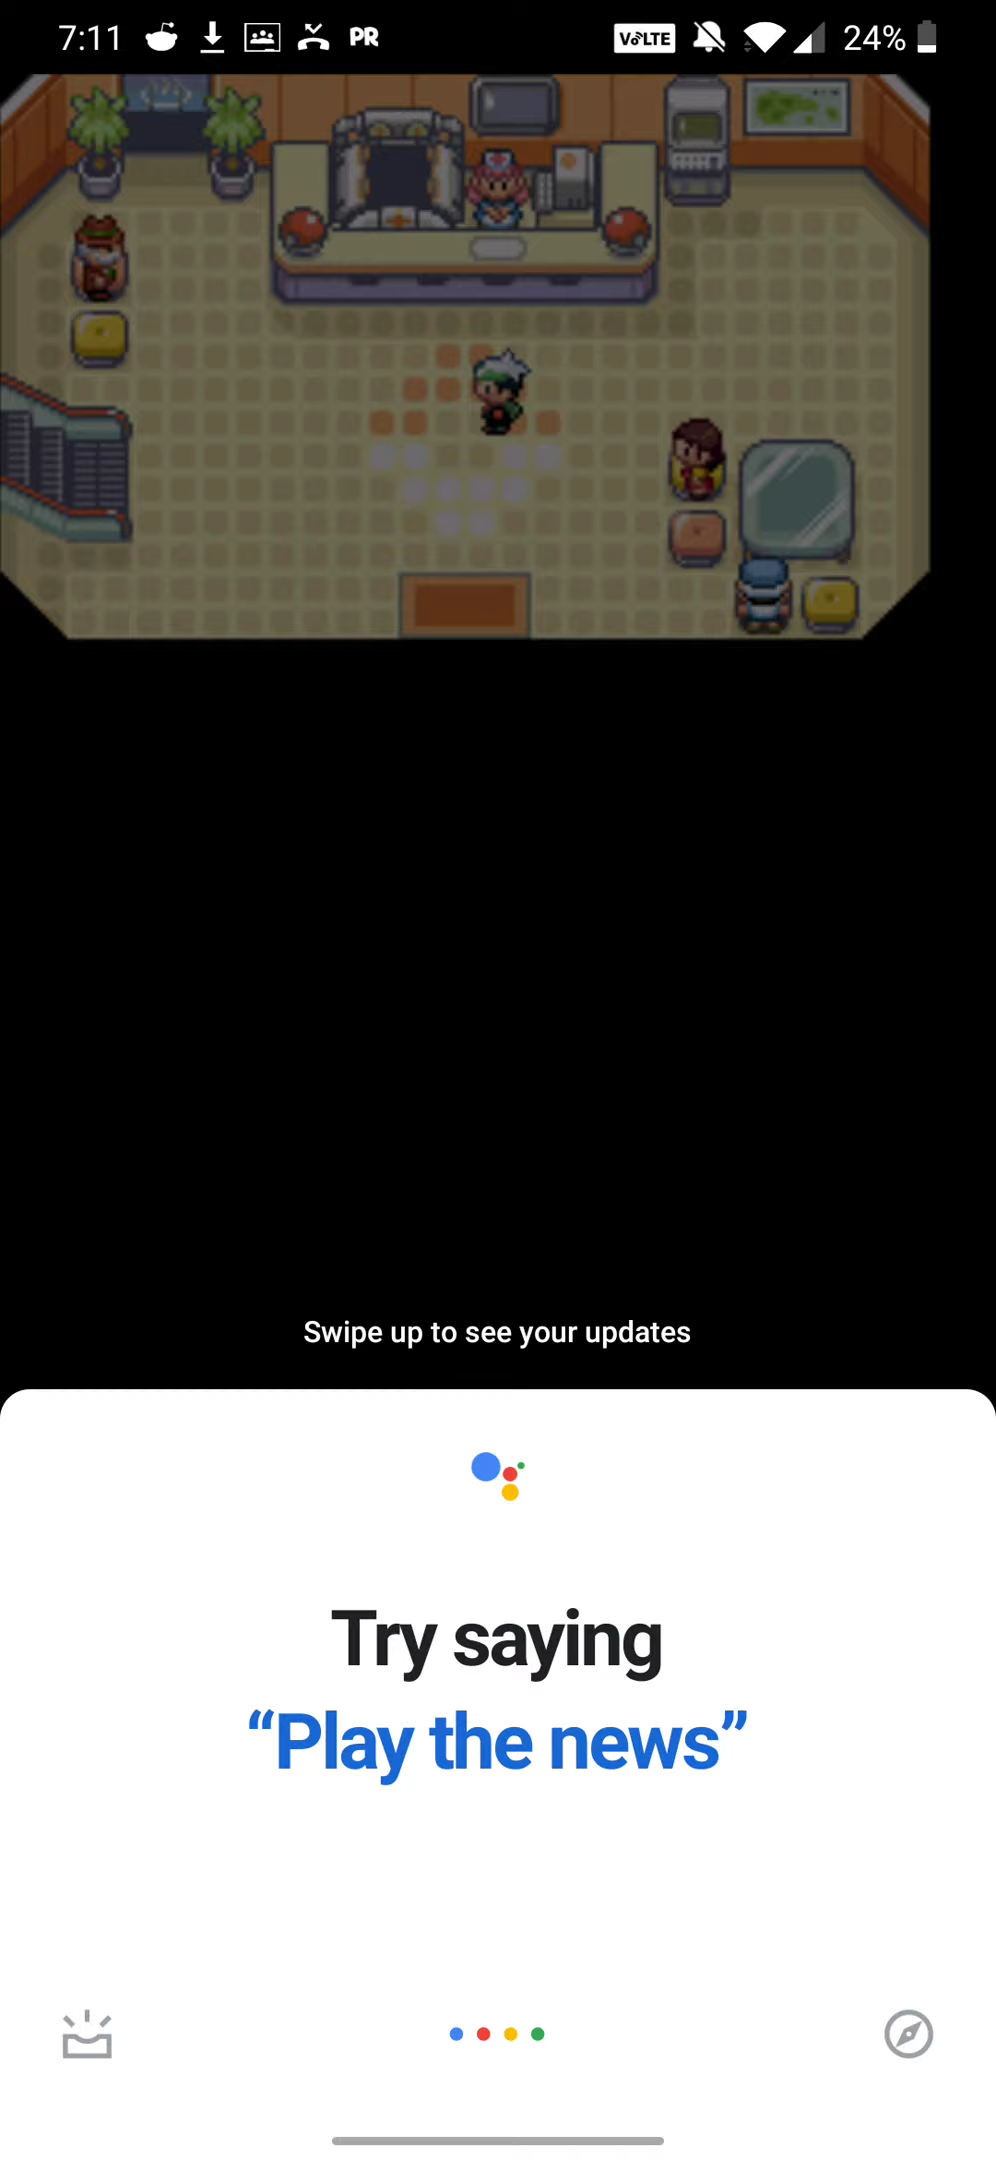 7:11 PR VoLTE 24%
Swipe up to see your updates
Try saying
“Play the news”